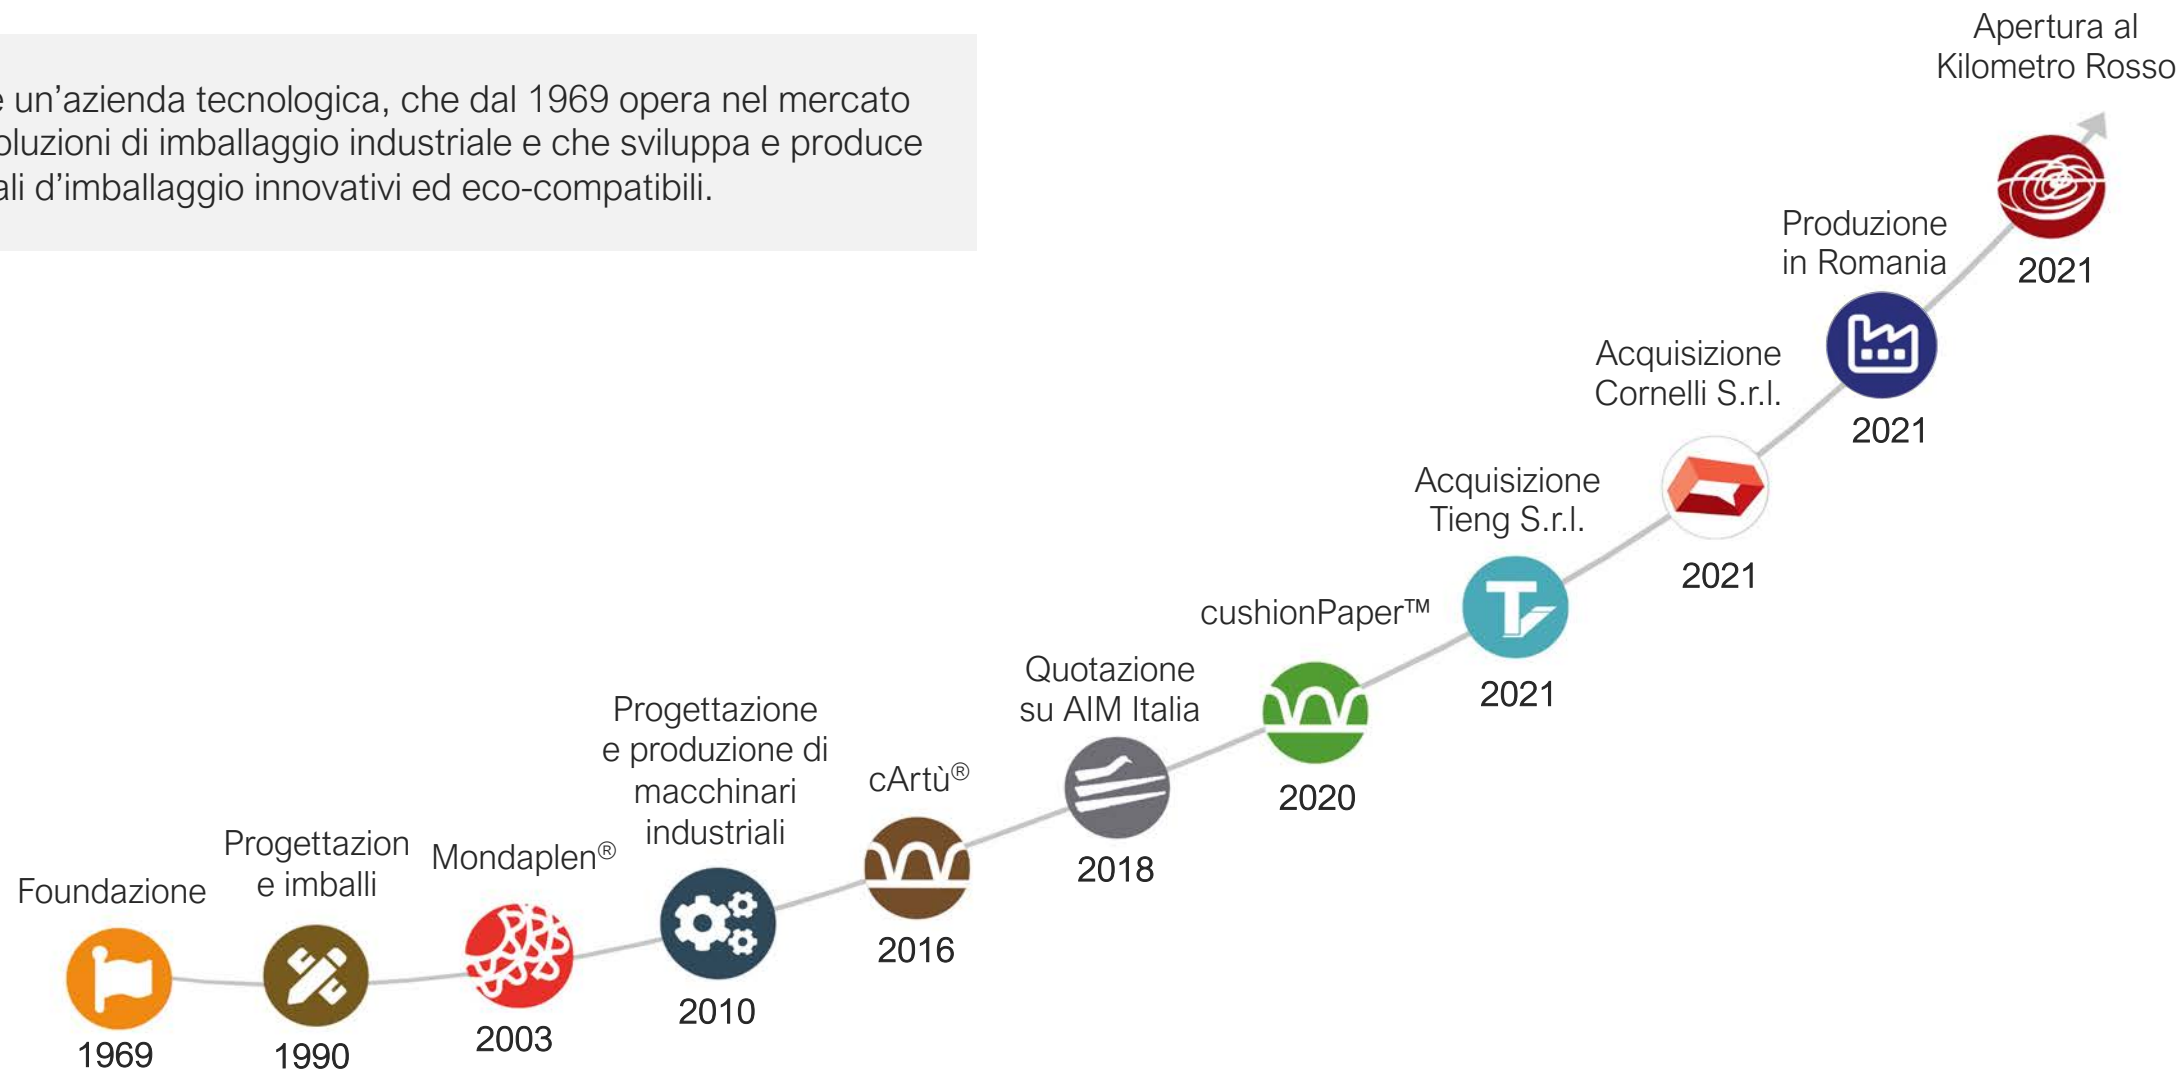 è un’azienda tecnologica, che dal 1969 opera nel mercato
di imballaggio industriale e che sviluppa e produce
d’imballaggio innovativi ed eco-compatibili.
Foundazione
1969
Progettazion
e imballi
1990
Mondaplen®
2003
Progettazione
e produzione di
macchinari
industriali
2010
cArtù®
2016
Quotazione
su AIM Italia
2018
cushionPaper™
2020
Acquisizione
Tieng S.r.l.
2021
Acquisizione
Cornelli S.r.l.
2021
Produzione
in Romania
2021
Apertura al
Kilometro Rosso
2021